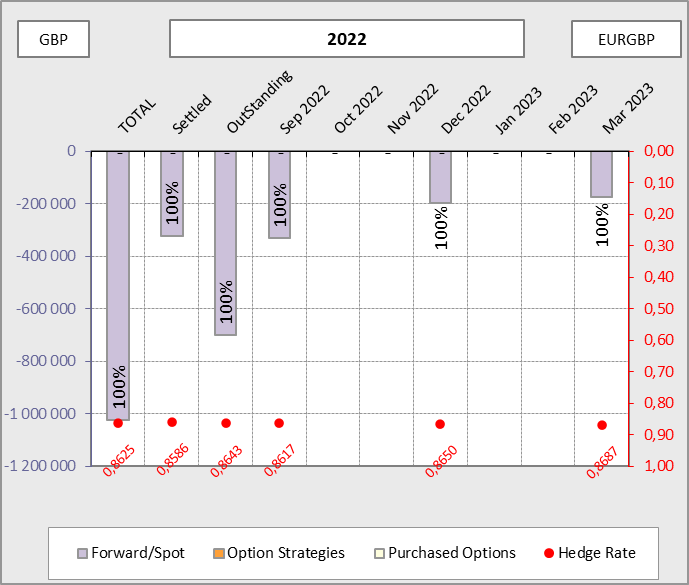 GBP
2022
EURGBP
TOTAL
Settled
OutStanding
Sep 2022
Oct 2022
Nov 2022
Dec 2022
Jan 2023
Feb 2023
Mar 2023
0
-200 000
-400 000
-600 000
-800 000
-1 000 000
-1 200 000
100%
100%
100%
100%
100%
100%
0,8625
0,8586
0,8643
0,8617
0,8650
0,8687
0,00
0,10
0,20
0,30
0,40
0,50
0,60
0,70
0,80
0,90
1,00
Forward/Spot
Option Strategies
Purchased Options
Hedge Rate